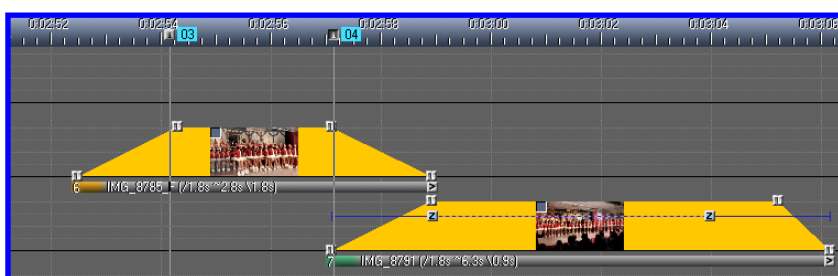 0:02:52 0:02:54 0:02:56 0:02:58 0:03:00 0:03:02 0:03:04 0:03:06
1 03 1 04
6 IMG_8785_F (/1.8s ~2.8s \1.8s)
Z Z
7 IMG_8791 (/1.8s ~6.3s \0.9s)